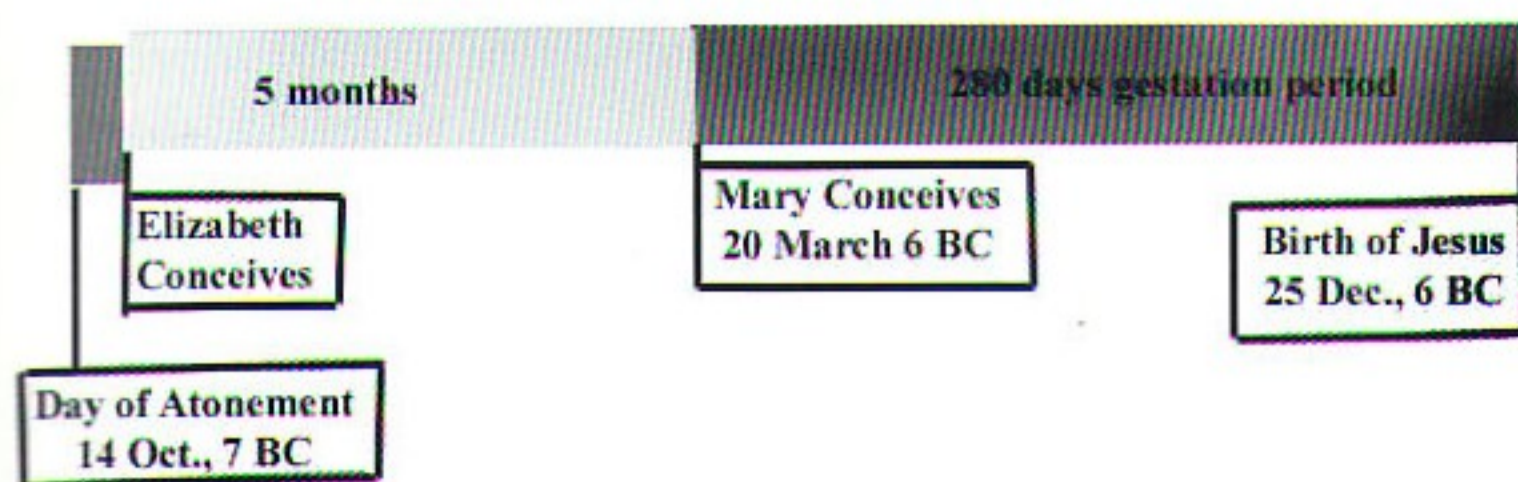 5 months
280 days gestation period
Elizabeth
Conceives
Mary Conceives
20 March 6 BC
Birth of Jesus
25 Dec., 6 BC
Day of Atonement
14 Oct., 7 BC